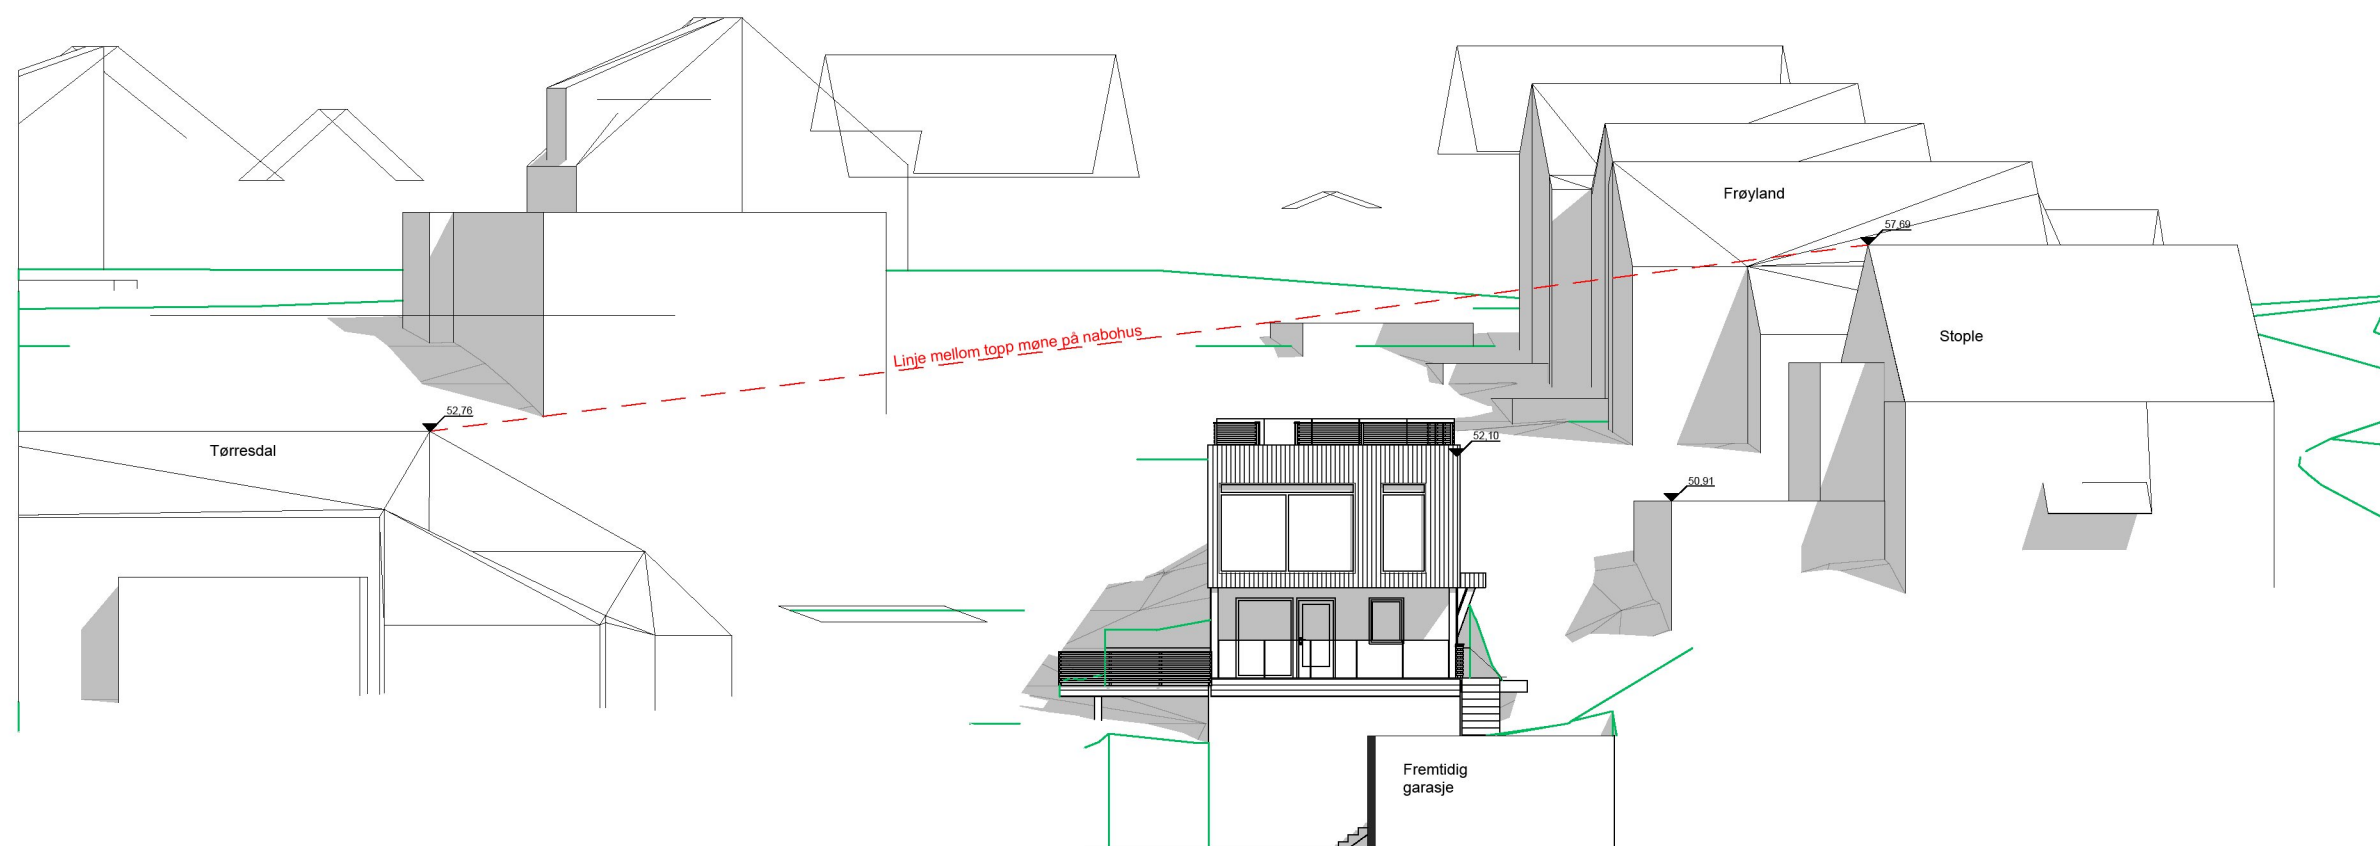 Frøyland
57,69
Linje mellom topp møne på nabohus
Stople
52,76
Tørresdal
52,10
50,91
Fremtidig
garasje